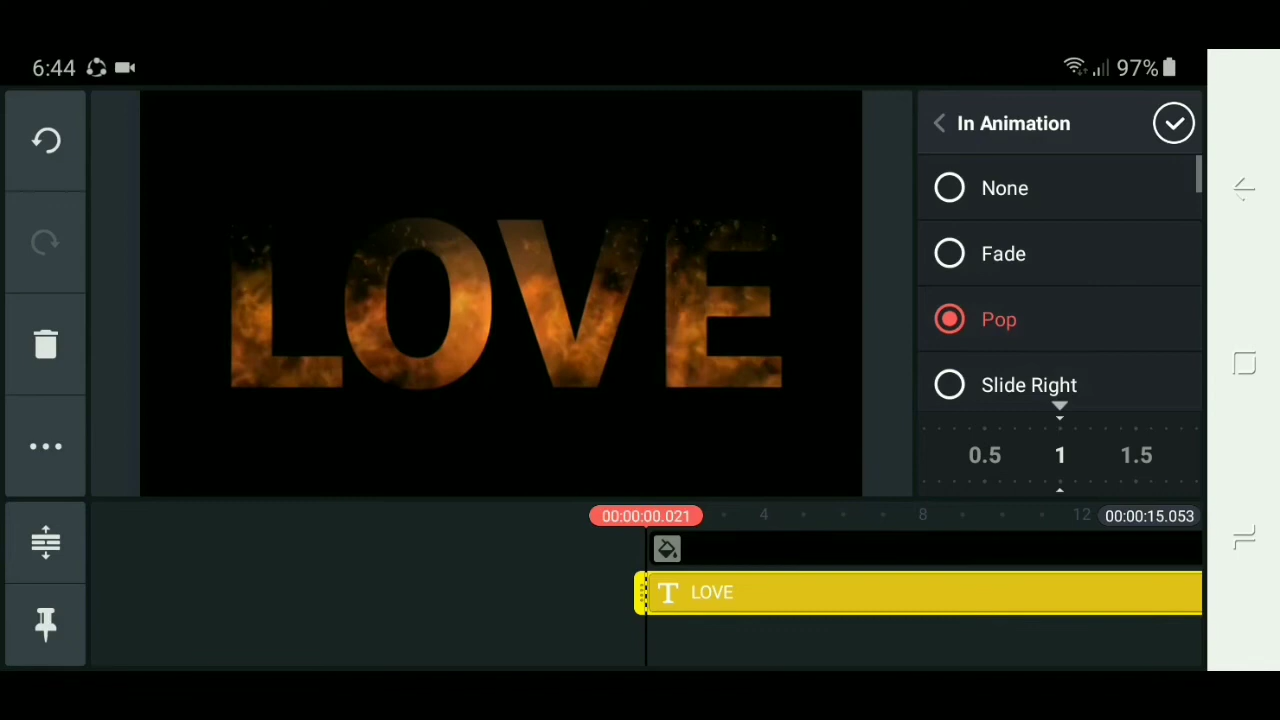 6:44
97%
In Animation
None
Fade
Pop
Slide Right
0.5 1 1.5
LOVE
00:00:00.021 4 8 12 00:00:15.053
T LOVE